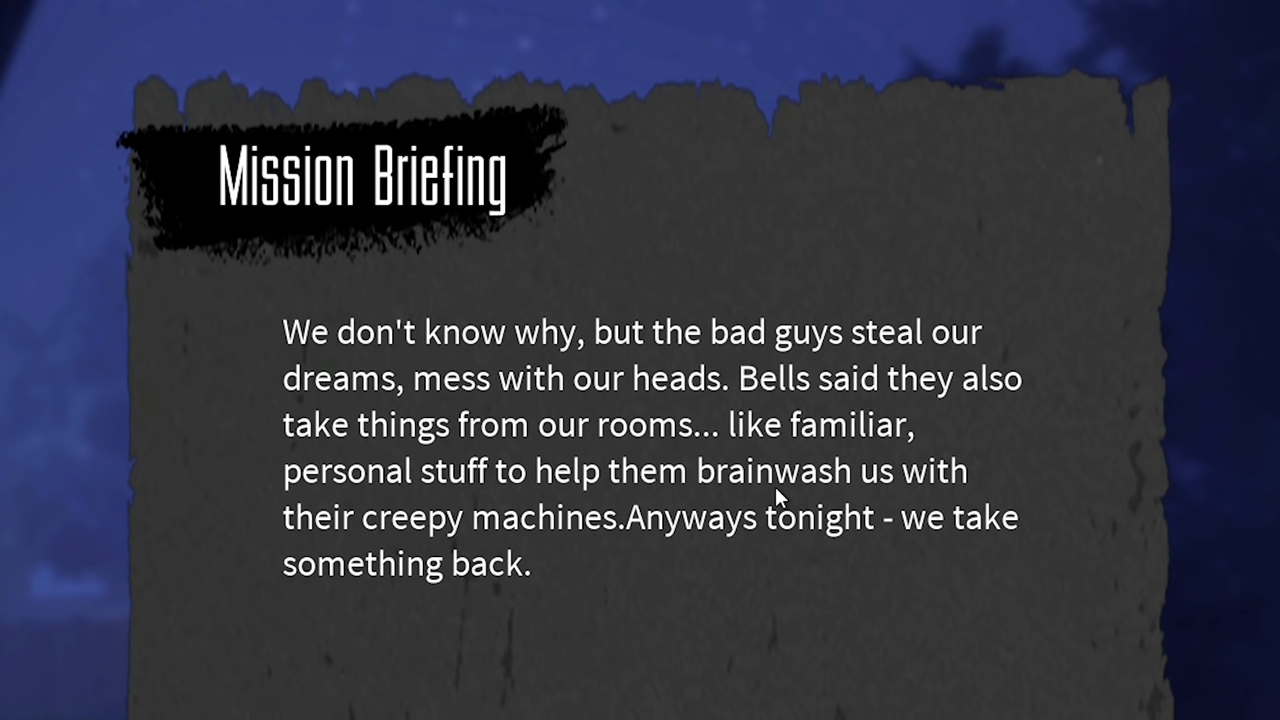 Mission Briefing
We don't know why, but the bad guys steal our
dreams, mess with our heads. Bells said they also
take things from our rooms... like familiar,
personal stuff to help them brainwash us with
their creepy machines.Anyways tonight - we take
something back.